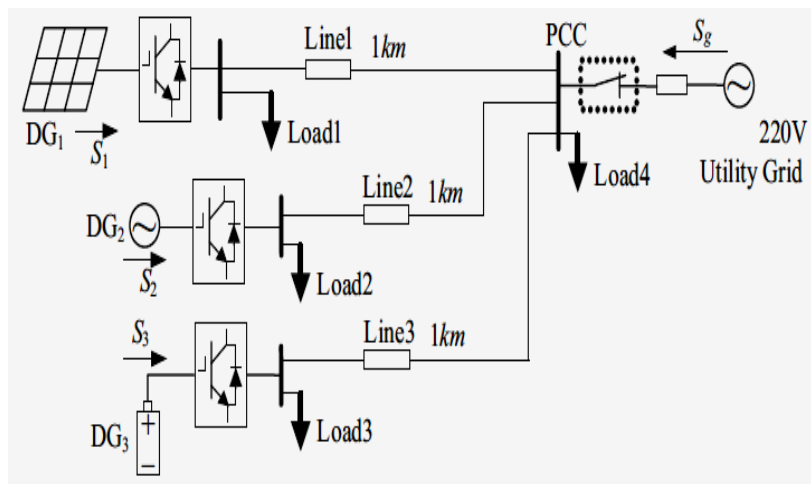 Line1
1km
PCC
Sg
DG1
S1
Load1
220V
Utility Grid
Load4
Line2
1km
DG2
S2
Load2
S3
Line3
1km
DG3
+
−
Load3